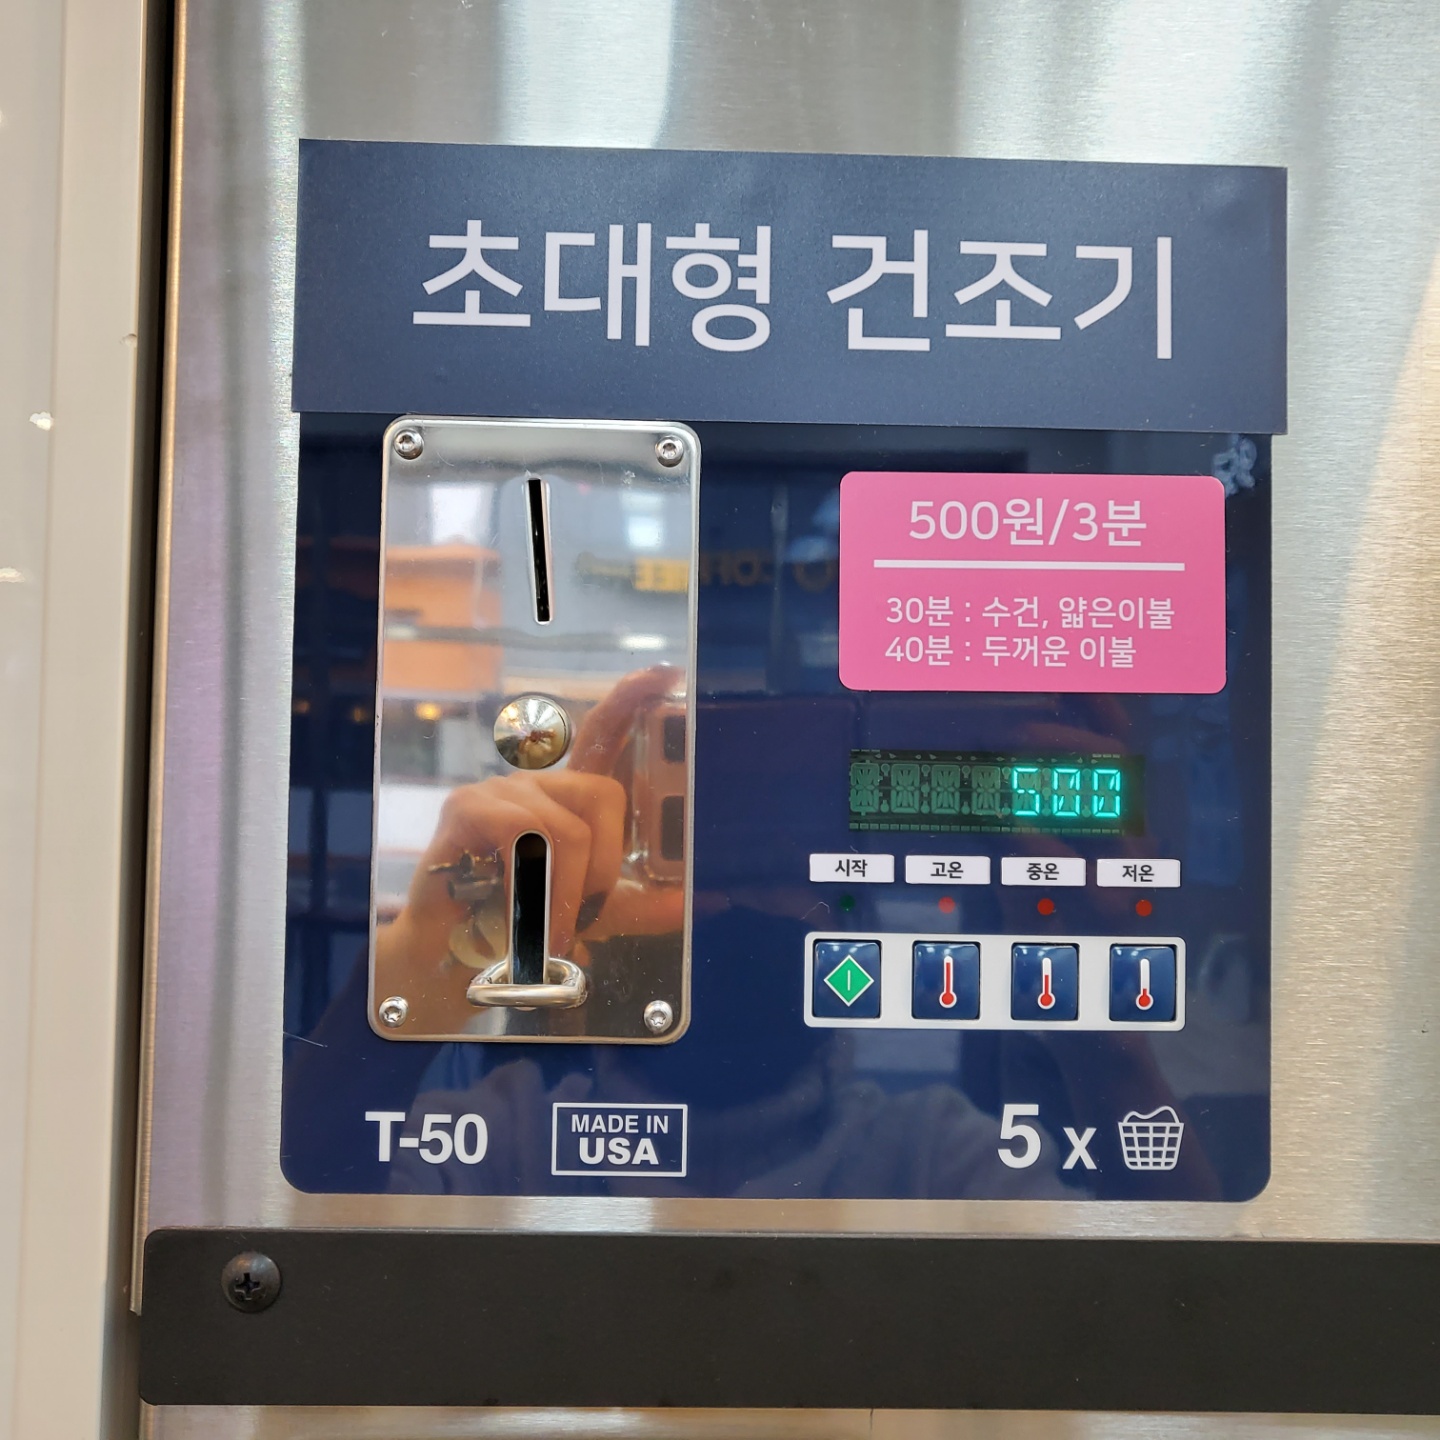 초대형 건조기
500원/3분
30분 : 수건, 얇은이불
40분 : 두꺼운 이불
500
시작 고온 중온 저온
T-50 MADE IN USA 5 x